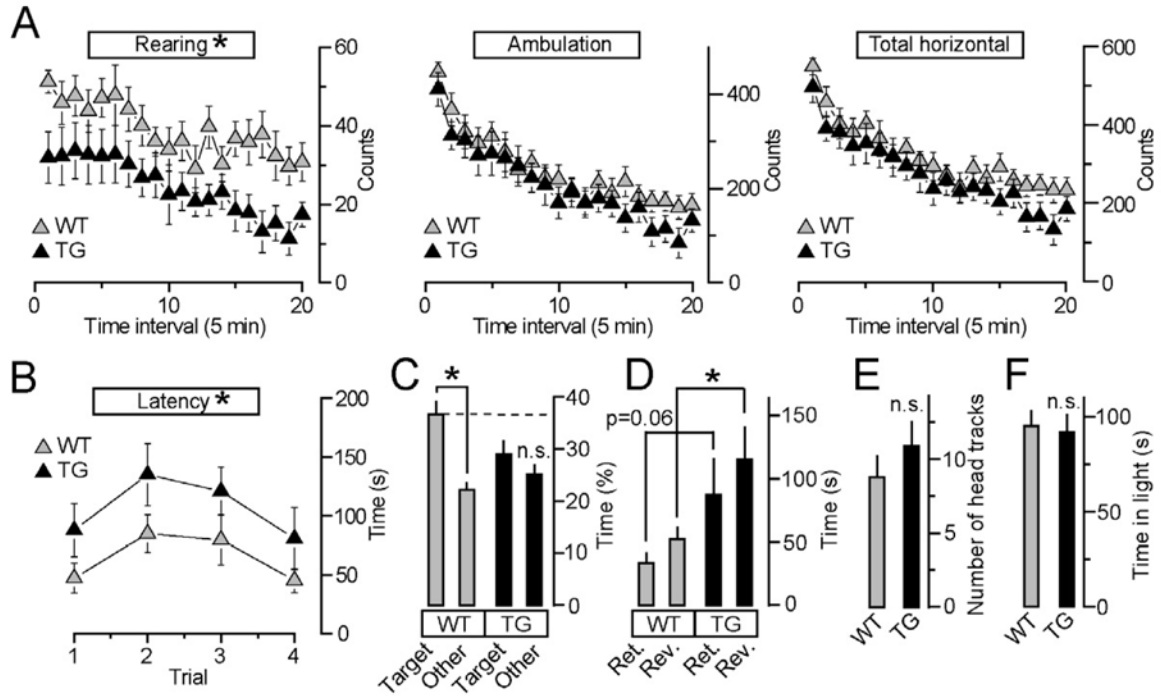 A
Rearing *
60
40
20
0
Counts
WT
TG
0 10 20
Time interval (5 min)
Ambulation
400
200
0
Counts
0 10 20
Time interval (5 min)
Total horizontal
600
400
200
0
Counts
WT
TG
0 10 20
Time interval (5 min)
B
Latency *
WT
TG
200
150
100
50
0
Time (s)
1 2 3 4
Trial
C
*
n.s.
40
30
20
10
0
Time (%)
WT TG
Target Other Target Other
D
*
p=0.06
150
100
50
0
Time (s)
WT TG
Ret. Rev. Ret. Rev.
E
n.s.
10
5
0
Number of head tracks
WT TG
F
n.s.
100
50
0
Time in light (s)
WT TG